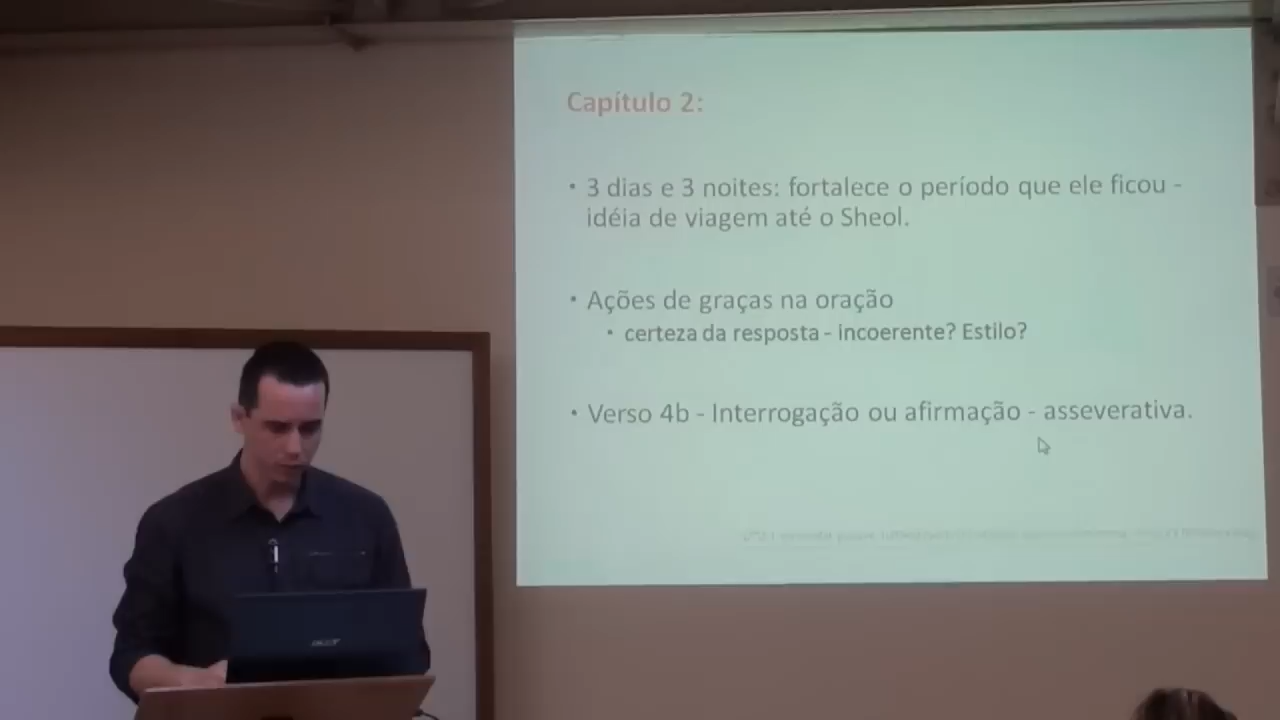 Capítulo 2:
• 3 dias e 3 noites: fortalece o período que ele ficou -
idéia de viagem até o Sheol.
• Ações de graças na oração
• certeza da resposta - incoerente? Estilo?
• Verso 4b - Interrogação ou afirmação - asseverativa.
acer